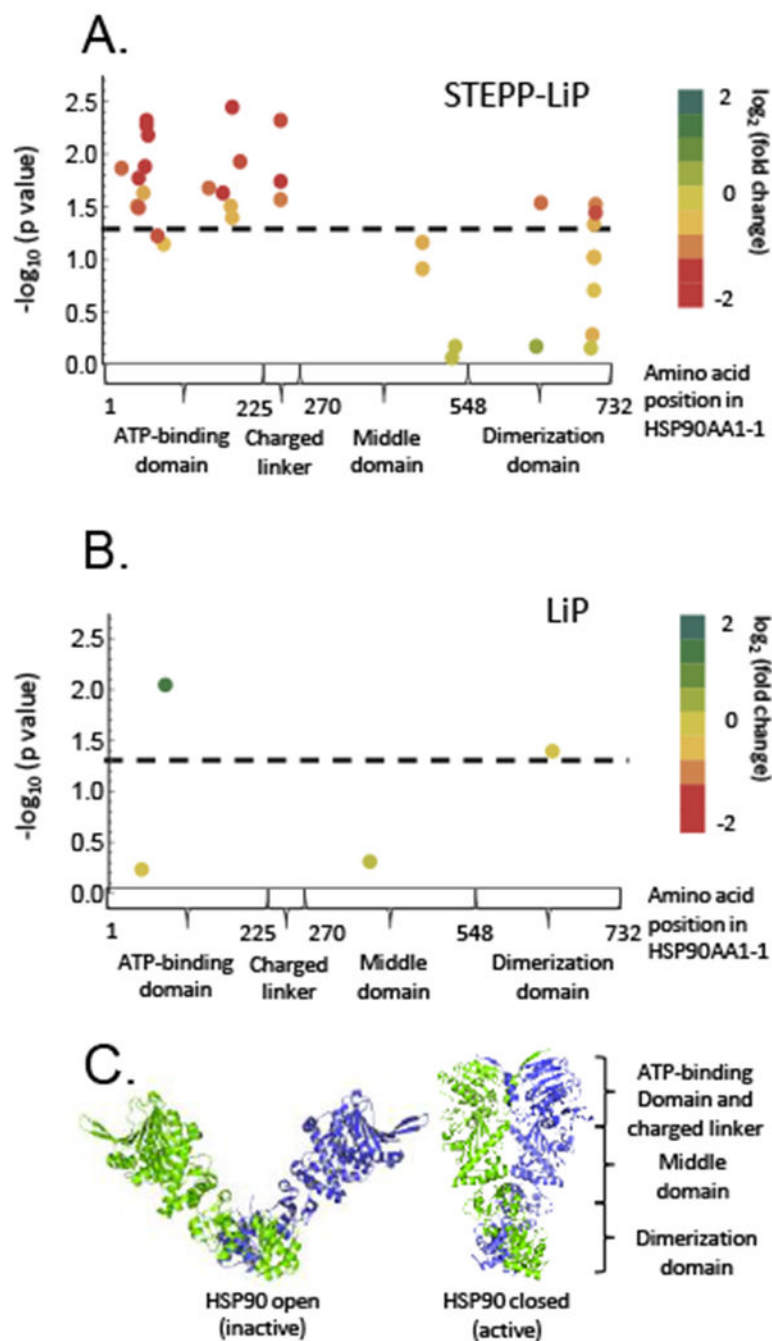 A.
STEPP-LiP
2.5
2.0
1.5
1.0
0.5
0.0
-log₁₀ (p value)
2
0
-2
log₂ (fold change)
1
225
270
548
732
Amino acid
position in
HSP90AA1-1
ATP-binding
domain
Charged
linker
Middle
domain
Dimerization
domain
B.
LiP
2.5
2.0
1.5
1.0
0.5
0.0
-log₁₀ (p value)
2
0
-2
log₂ (fold change)
1
225
270
548
732
Amino acid
position in
HSP90AA1-1
ATP-binding
domain
Charged
linker
Middle
domain
Dimerization
domain
C.
ATP-binding
Domain and
charged linker
Middle
domain
Dimerization
domain
HSP90 open
(inactive)
HSP90 closed
(active)